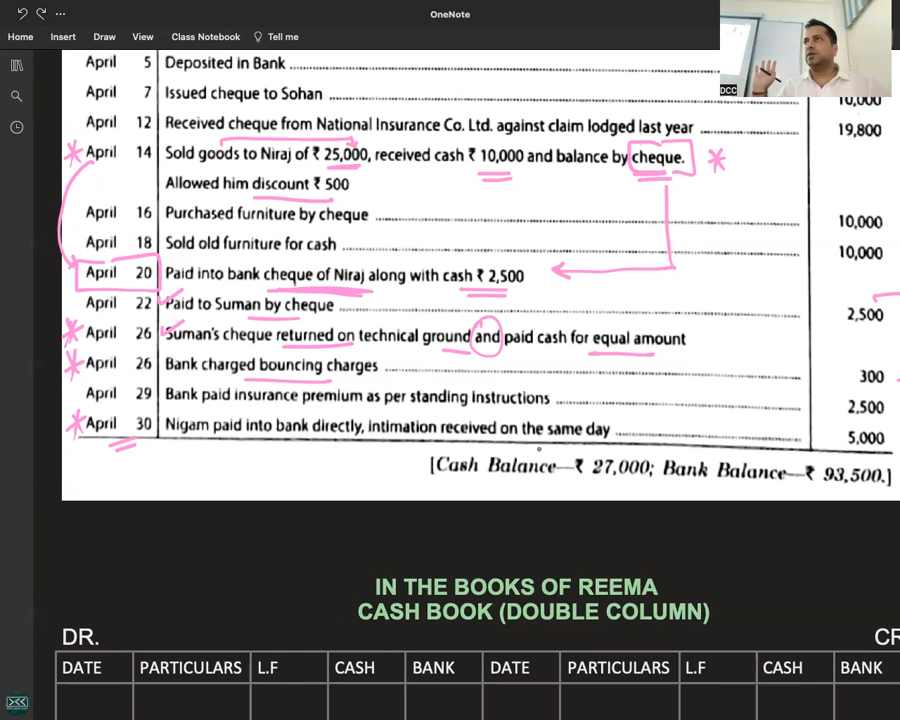 OneNote
Home Insert Draw View Class Notebook Tell me
DCC
April 5 Deposited in Bank
April 7 Issued cheque to Sohan 10,000
April 12 Received cheque from National Insurance Co. Ltd. against claim lodged last year 19,800
April 14 Sold goods to Niraj of ₹ 25,000, received cash ₹ 10,000 and balance by cheque.
Allowed him discount ₹ 500
April 16 Purchased furniture by cheque 10,000
April 18 Sold old furniture for cash 10,000
April 20 Paid into bank cheque of Niraj along with cash ₹ 2,500
April 22 Paid to Suman by cheque 2,500
April 26 Suman's cheque returned on technical ground and paid cash for equal amount
April 26 Bank charged bouncing charges 300
April 29 Bank paid insurance premium as per standing instructions 2,500
April 30 Nigam paid into bank directly, intimation received on the same day 5,000
[Cash Balance—₹ 27,000; Bank Balance—₹ 93,500.]
IN THE BOOKS OF REEMA
CASH BOOK (DOUBLE COLUMN)
DR. CR
DATE PARTICULARS L.F CASH BANK DATE PARTICULARS L.F CASH BANK